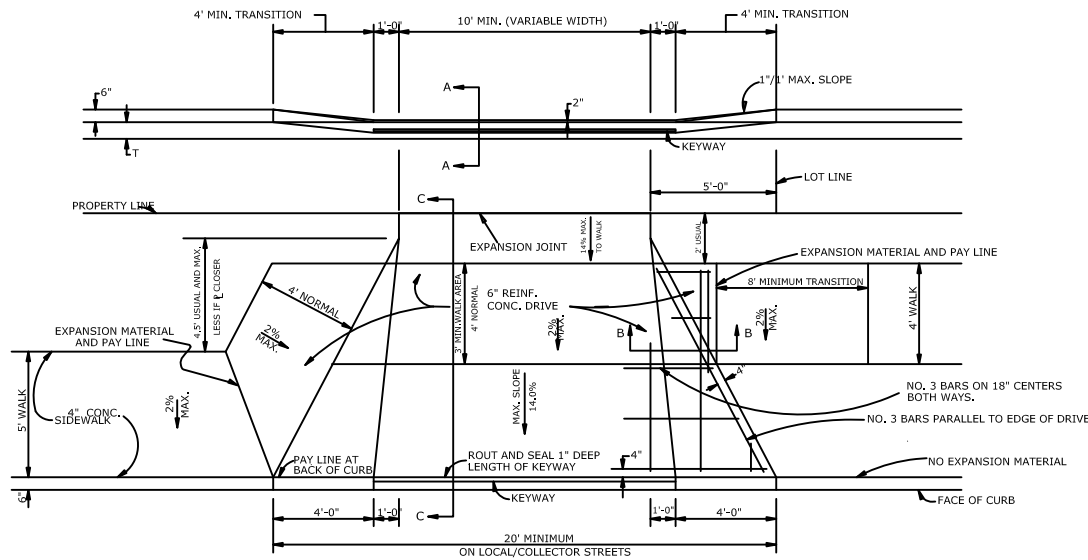 4' MIN. TRANSITION
1'-0"
10' MIN. (VARIABLE WIDTH)
1'-0"
4' MIN. TRANSITION
6"
A
2"
1"/1' MAX. SLOPE
T
A
KEYWAY
5'-0"
LOT LINE
PROPERTY LINE
C
EXPANSION JOINT
14% MAX.
TO WALK
2' USUAL
EXPANSION MATERIAL AND PAY LINE
4.5' USUAL AND MAX.
LESS IF P CLOSER
4' NORMAL
3' MIN.WALK AREA
4' NORMAL
6" REINF.
CONC. DRIVE
8' MINIMUM TRANSITION
4' WALK
EXPANSION MATERIAL
AND PAY LINE
2%
MAX.
2%
MAX.
B
B
2%
MAX.
5' WALK
4" CONC.
SIDEWALK
2%
MAX.
MAX. SLOPE
14.0%
4"
NO. 3 BARS ON 18" CENTERS
BOTH WAYS.
NO. 3 BARS PARALLEL TO EDGE OF DRIVE
PAY LINE AT
BACK OF CURB
ROUT AND SEAL 1" DEEP
LENGTH OF KEYWAY
4"
NO EXPANSION MATERIAL
6"
KEYWAY
FACE OF CURB
4'-0"
1'-0"
C
1'-0"
4'-0"
20' MINIMUM
ON LOCAL/COLLECTOR STREETS